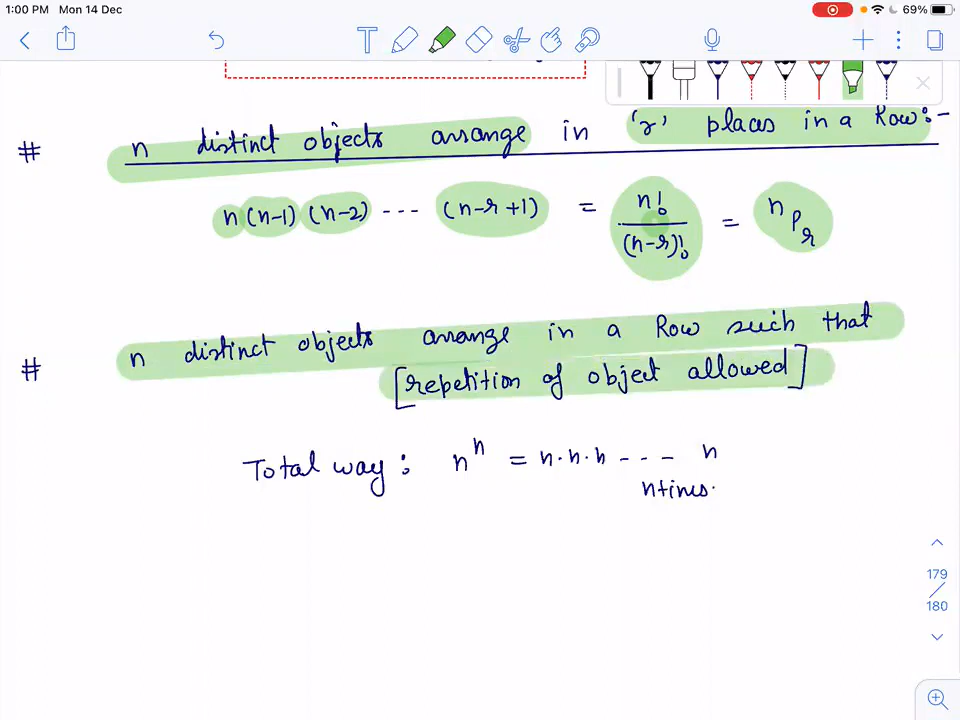 1:00 PM Mon 14 Dec 69%
# n distinct objects arrange in 'r' places in a Row:-
n(n-1)(n-2) --- (n-r+1) = n!/(n-r)! = nPr
# n distinct objects arrange in a Row such that
[repetition of object allowed]
Total way: n^n = n·n·n --- n
n times.
179
180